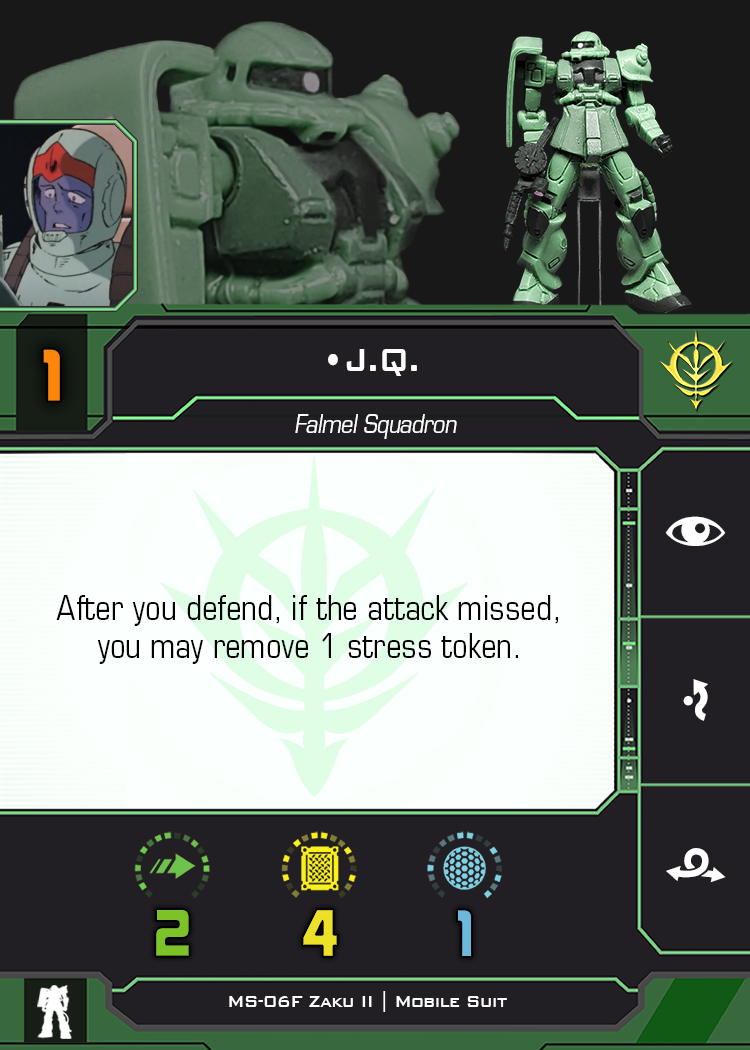 1
•J.Q.
Falmel Squadron
After you defend, if the attack missed,
you may remove 1 stress token.
2 4 1
MS-06F Zaku II | Mobile Suit